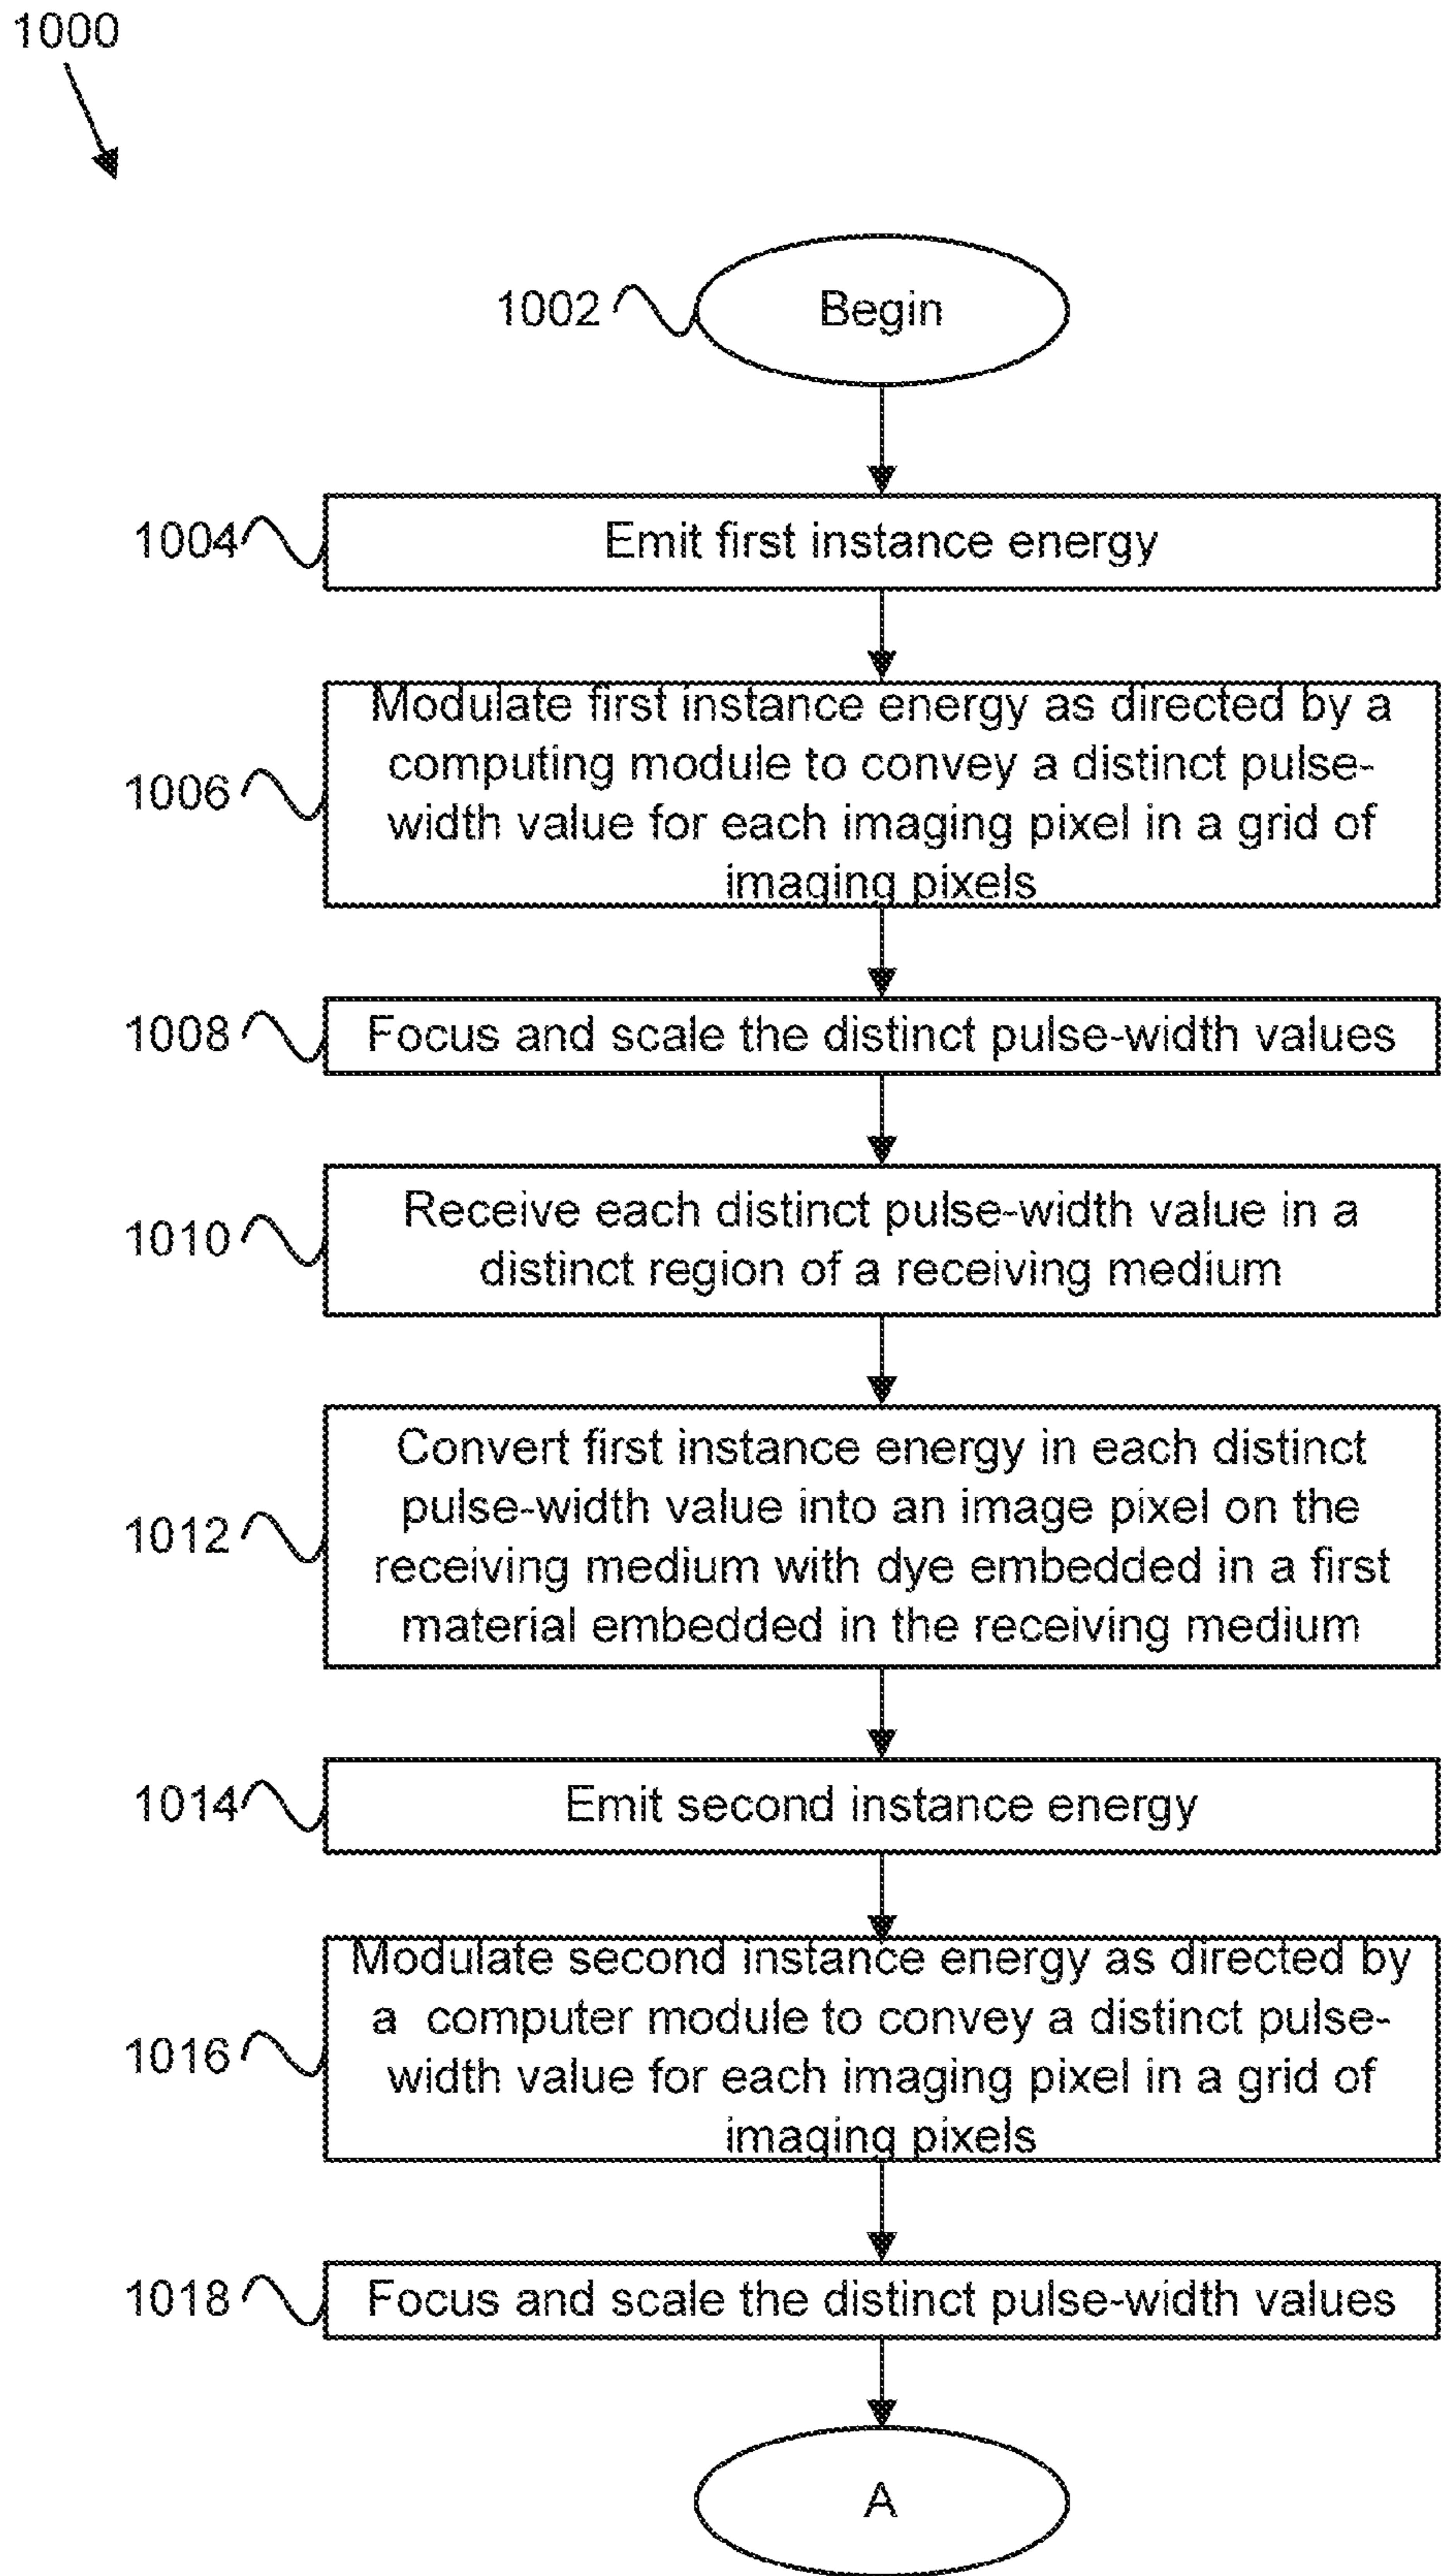 1000
1002
Begin
1004
Emit first instance energy
Modulate first instance energy as directed by a
computing module to convey a distinct pulse-
1006
width value for each imaging pixel in a grid of
imaging pixels
1008
Focus and scale the distinct pulse-width values
Receive each distinct pulse-width value in a
1010
distinct region of a receiving medium
Convert first instance energy in each distinct
pulse-width value into an image pixel on the
1012
receiving medium with dye embedded in a first
material embedded in the receiving medium
1014
Emit second instance energy
Modulate second instance energy as directed by
a  computer module to convey a distinct pulse-
1016
width value for each imaging pixel in a grid of
imaging pixels
1018
Focus and scale the distinct pulse-width values
A